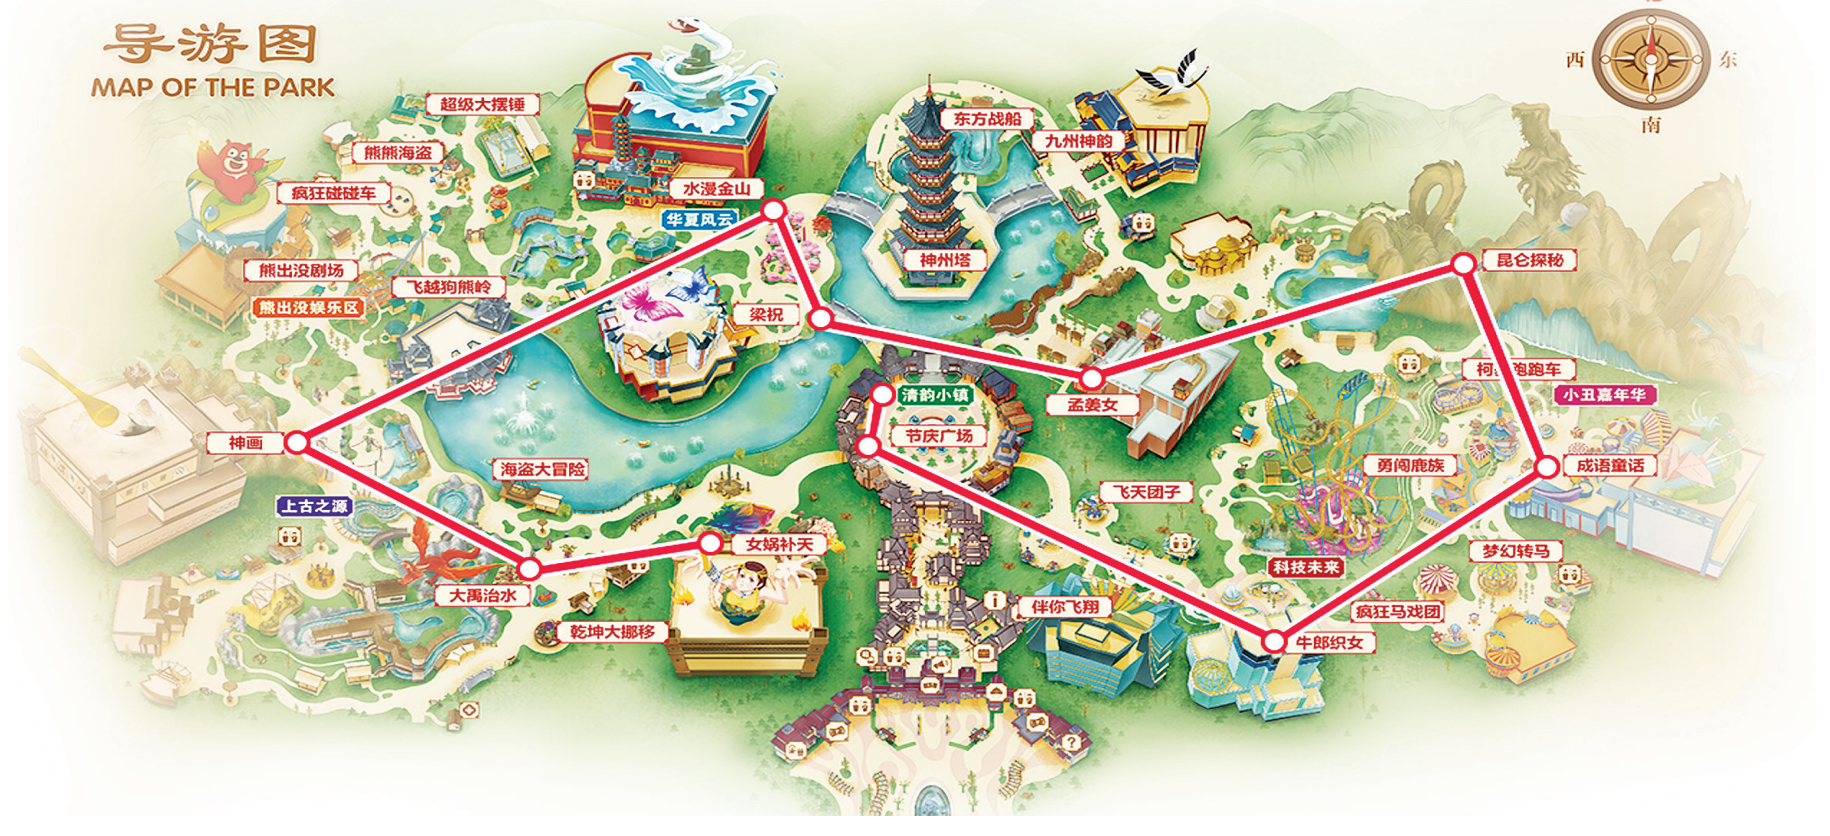 导游图
MAP OF THE PARK
西
东
南
超级大摆锤
熊熊海盗
疯狂碰碰车
熊出没剧场
熊出没娱乐区
飞越狗熊岭
水漫金山
华夏风云
梁祝
东方战船
九州神韵
神州塔
昆仑探秘
小丑嘉年华
孟姜女
清韵小镇
节庆广场
神画
海盗大冒险
上古之源
勇闯鹿族
成语童话
飞天团子
女娲补天
大禹治水
乾坤大挪移
科技未来
梦幻转马
伴你飞翔
疯狂马戏团
牛郎织女